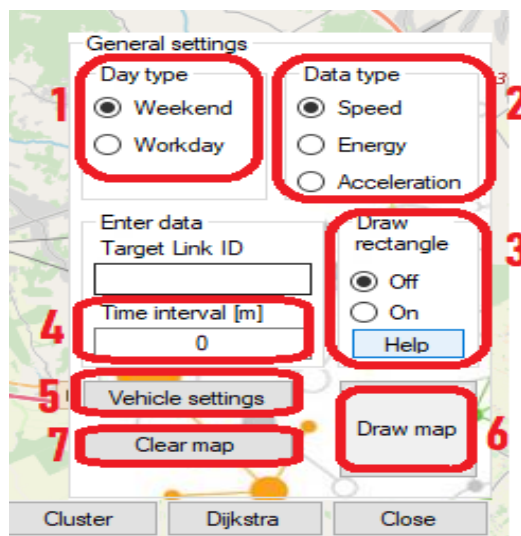 General settings
Day type
1
Weekend
Workday
Data type
2
Speed
Energy
Acceleration
Enter data
Target Link ID
Draw
rectangle
3
Off
On
Help
4
Time interval [m]
0
5
Vehicle settings
7
Clear map
Draw map
6
Cluster
Dijkstra
Close
3